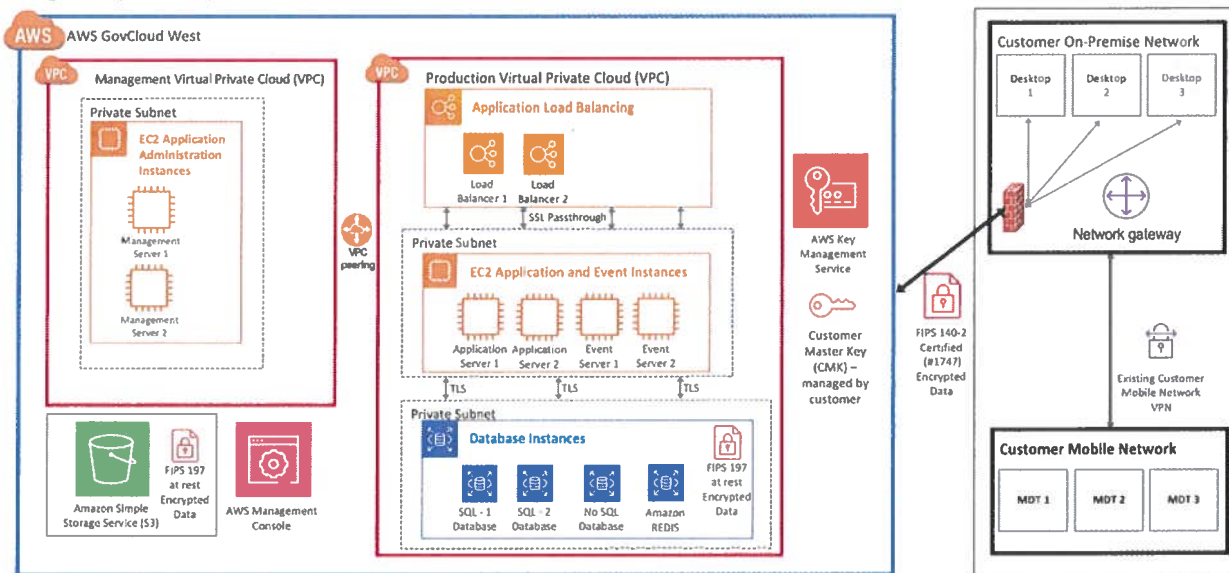 AWS
AWS GovCloud West
VPC
Management Virtual Private Cloud (VPC)
Private Subnet
EC2 Application
Administration
Instances
Management
Server 1
Management
Server 2
VPC
peering
VPC
Production Virtual Private Cloud (VPC)
Application Load Balancing
Load
Balancer 1
Load
Balancer 2
SSL Passthrough
Private Subnet
EC2 Application and Event Instances
Application
Server 1
Application
Server 2
Event
Server 1
Event
Server 2
TLS
TLS
TLS
Private Subnet
Database Instances
SQL - 1
Database
SQL - 2
Database
No SQL
Database
Amazon
REDIS
FIPS 197
at rest
Encrypted
Data
Amazon Simple
Storage Service (S3)
FIPS 197
at rest
Encrypted
Data
AWS Management
Console
AWS Key
Management
Service
Customer
Master Key
(CMK) –
managed by
customer
FIPS 140-2
Certified
(#1747)
Encrypted
Data
Customer On-Premise Network
Desktop
1
Desktop
2
Desktop
3
Network gateway
Existing Customer
Mobile Network
VPN
Customer Mobile Network
MDT 1
MDT 2
MDT 3